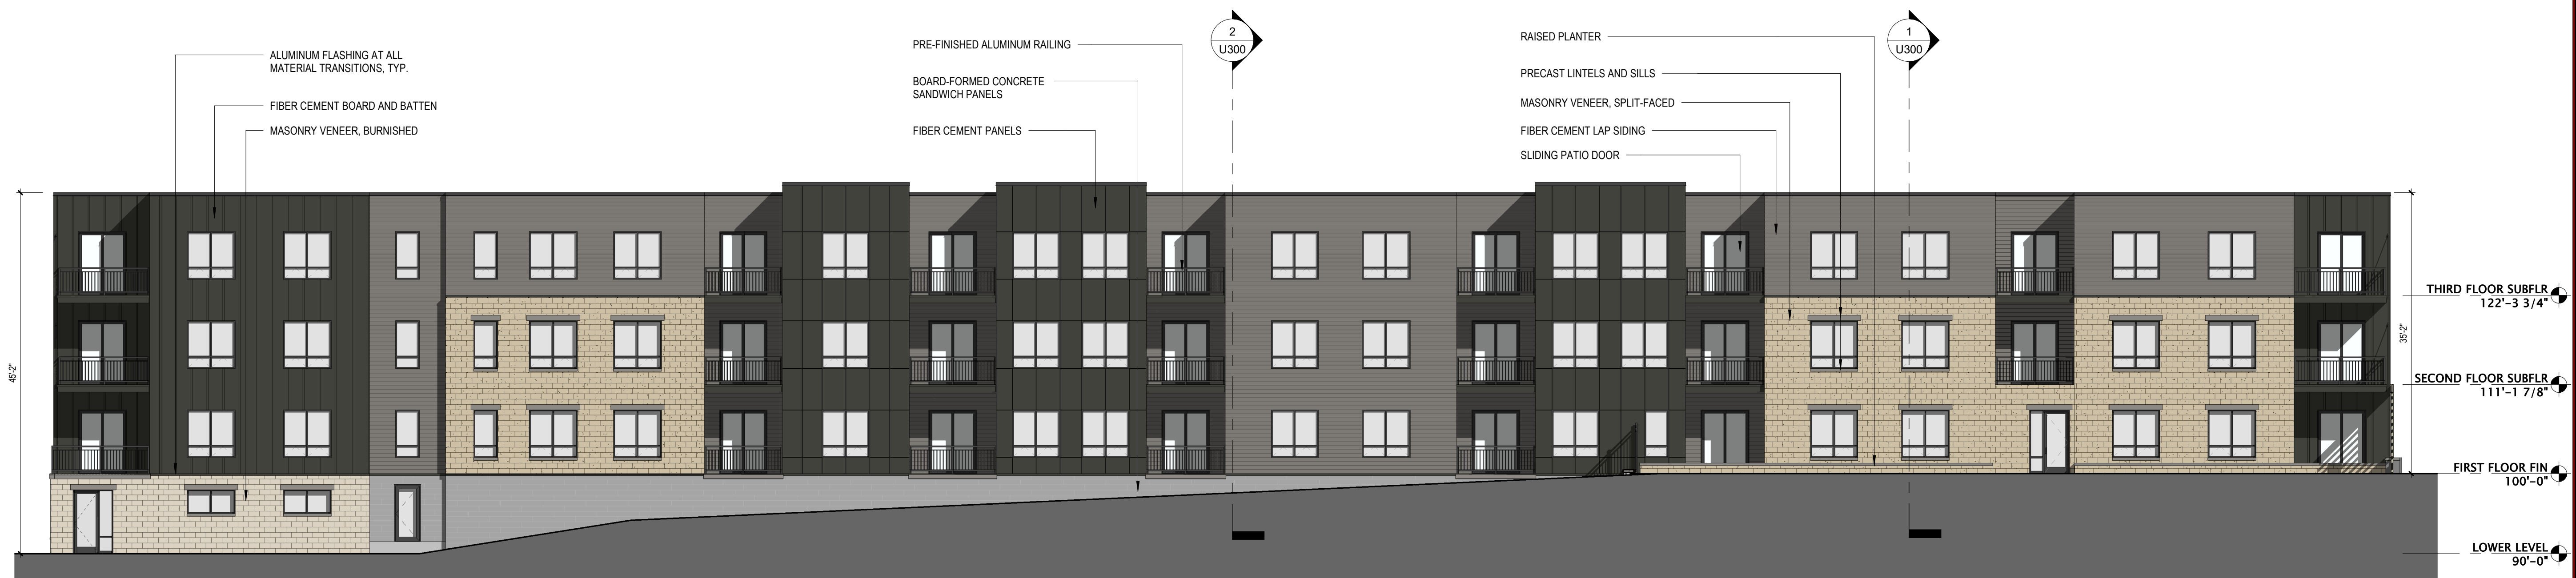 ALUMINUM FLASHING AT ALL
MATERIAL TRANSITIONS, TYP.
FIBER CEMENT BOARD AND BATTEN
MASONRY VENEER, BURNISHED
PRE-FINISHED ALUMINUM RAILING
BOARD-FORMED CONCRETE
SANDWICH PANELS
FIBER CEMENT PANELS
2
U300
RAISED PLANTER
PRECAST LINTELS AND SILLS
MASONRY VENEER, SPLIT-FACED
FIBER CEMENT LAP SIDING
SLIDING PATIO DOOR
1
U300
45'-2"
35'-2"
THIRD FLOOR SUBFLR
122'-3 3/4"
SECOND FLOOR SUBFLR
111'-1 7/8"
FIRST FLOOR FIN
100'-0"
LOWER LEVEL
90'-0"